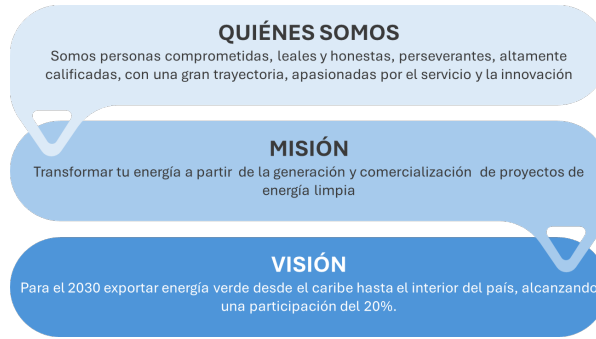 QUIÉNES SOMOS
Somos personas comprometidas, leales y honestas, perseverantes, altamente
calificadas, con una gran trayectoria, apasionadas por el servicio y la innovación
MISIÓN
Transformar tu energía a partir de la generación y comercialización de proyectos de
energía limpia
VISIÓN
Para el 2030 exportar energía verde desde el caribe hasta el interior del país, alcanzando
una participación del 20%.